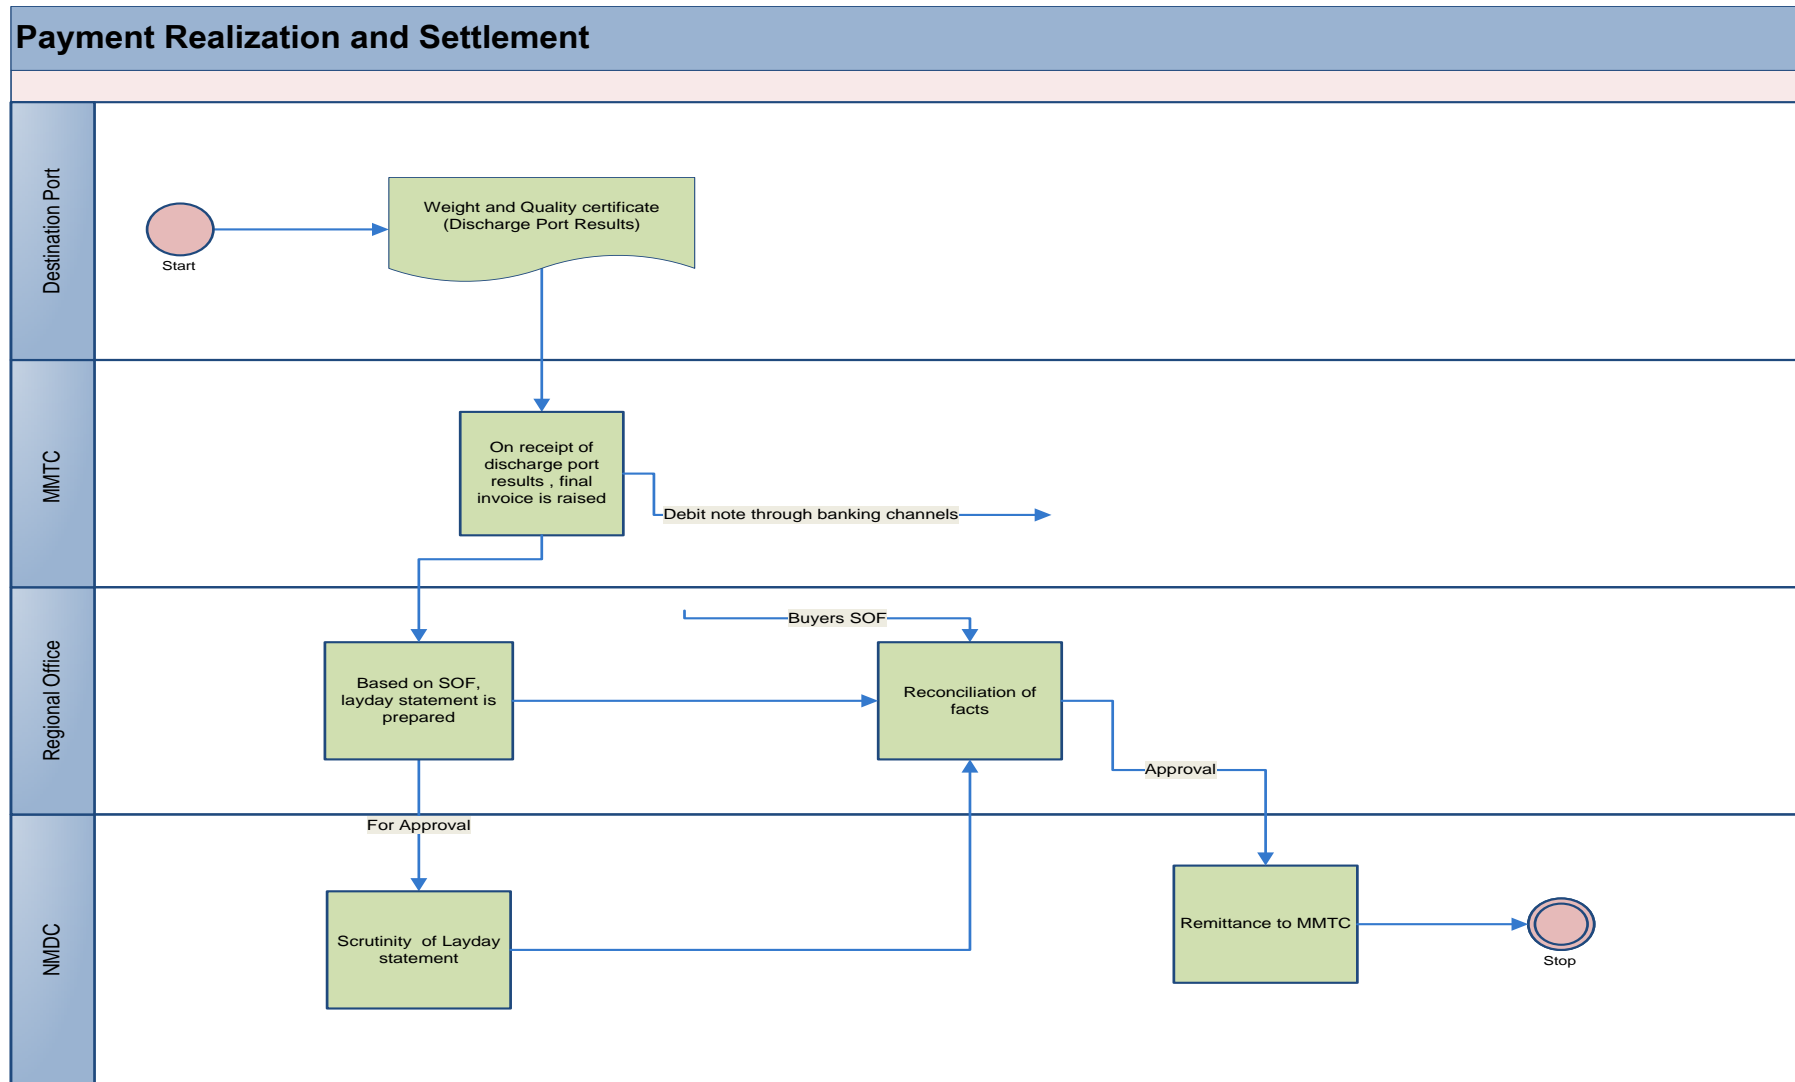 Payment Realization and Settlement
Destination Port
Weight and Quality certificate
(Discharge Port Results)
Start
MMTC
On receipt of
discharge port
results , final
invoice is raised
Debit note through banking channels
Regional Office
Buyers SOF
Based on SOF,
layday statement is
prepared
Reconciliation of
facts
Approval
For Approval
NMDC
Scrutinity  of Layday
statement
Remittance to MMTC
Stop